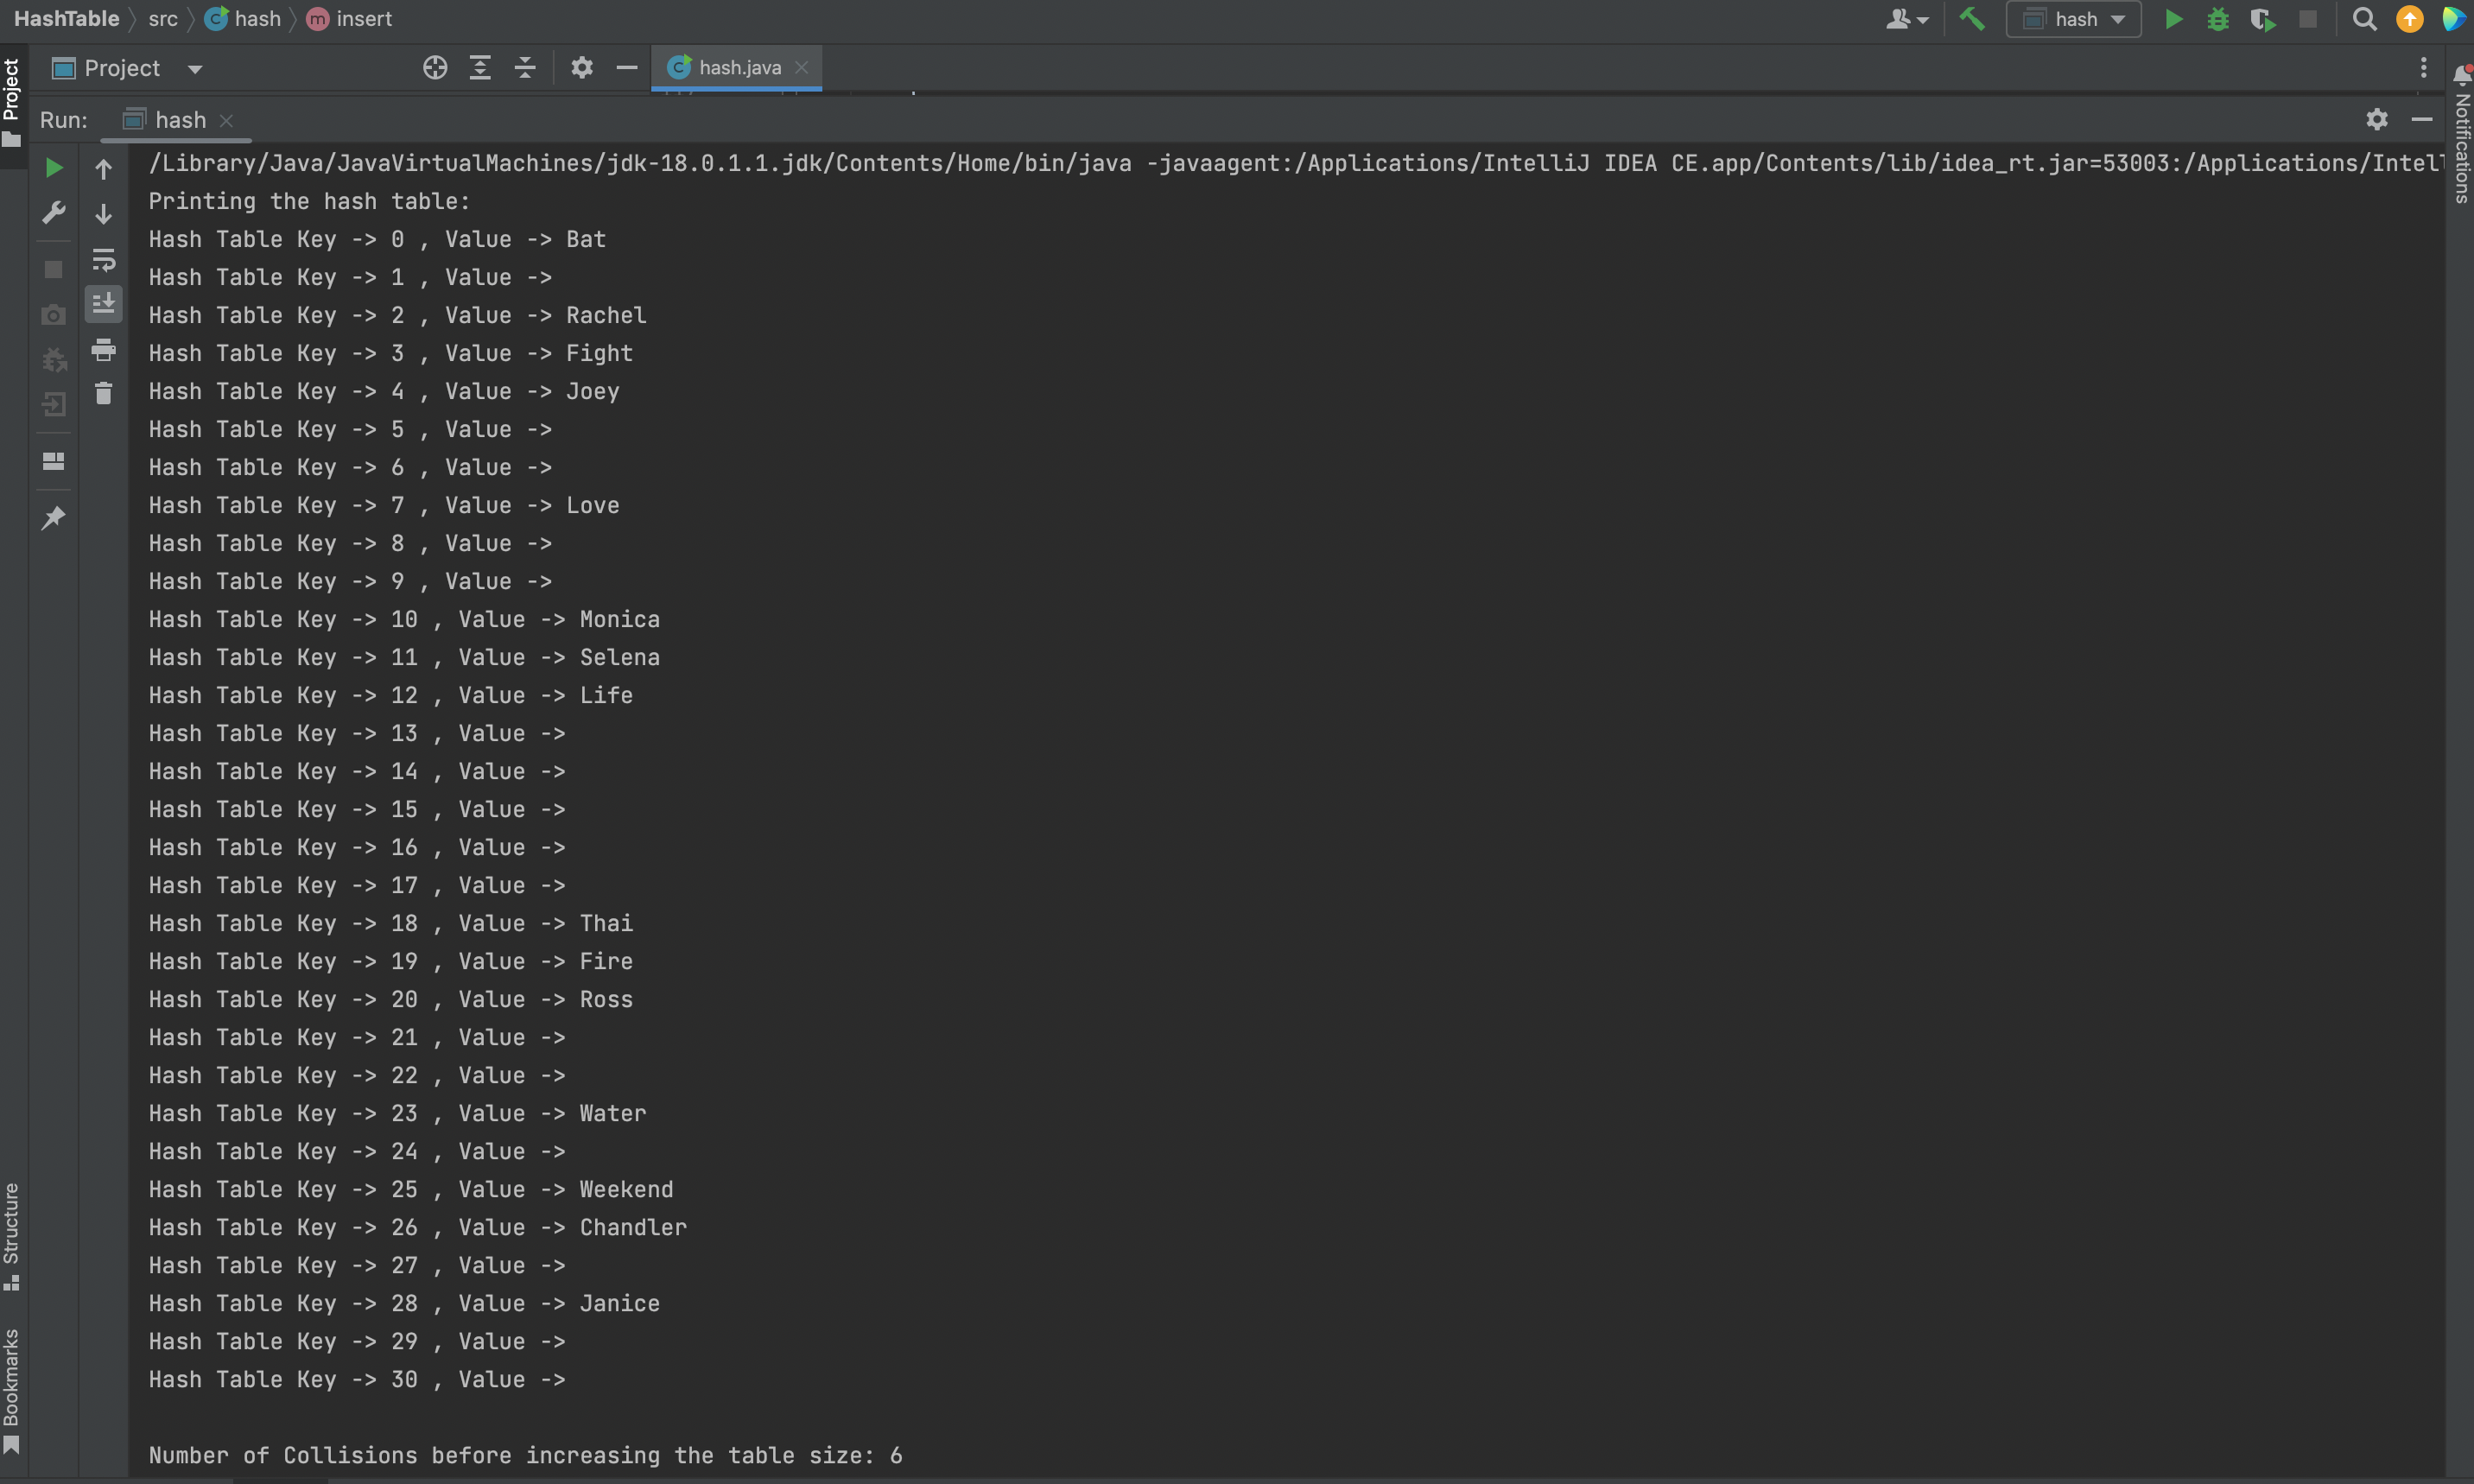 HashTable src hash insert hash
Project hash.java
Run: hash
/Library/Java/JavaVirtualMachines/jdk-18.0.1.1.jdk/Contents/Home/bin/java -javaagent:/Applications/IntelliJ IDEA CE.app/Contents/lib/idea_rt.jar=53003:/Applications/Intel
Printing the hash table:
Hash Table Key -> 0 , Value -> Bat
Hash Table Key -> 1 , Value ->
Hash Table Key -> 2 , Value -> Rachel
Hash Table Key -> 3 , Value -> Fight
Hash Table Key -> 4 , Value -> Joey
Hash Table Key -> 5 , Value ->
Hash Table Key -> 6 , Value ->
Hash Table Key -> 7 , Value -> Love
Hash Table Key -> 8 , Value ->
Hash Table Key -> 9 , Value ->
Hash Table Key -> 10 , Value -> Monica
Hash Table Key -> 11 , Value -> Selena
Hash Table Key -> 12 , Value -> Life
Hash Table Key -> 13 , Value ->
Hash Table Key -> 14 , Value ->
Hash Table Key -> 15 , Value ->
Hash Table Key -> 16 , Value ->
Hash Table Key -> 17 , Value ->
Hash Table Key -> 18 , Value -> Thai
Hash Table Key -> 19 , Value -> Fire
Hash Table Key -> 20 , Value -> Ross
Hash Table Key -> 21 , Value ->
Hash Table Key -> 22 , Value ->
Hash Table Key -> 23 , Value -> Water
Hash Table Key -> 24 , Value ->
Hash Table Key -> 25 , Value -> Weekend
Hash Table Key -> 26 , Value -> Chandler
Hash Table Key -> 27 , Value ->
Hash Table Key -> 28 , Value -> Janice
Hash Table Key -> 29 , Value ->
Hash Table Key -> 30 , Value ->
Number of Collisions before increasing the table size: 6
Project
Structure
Bookmarks
Notifications